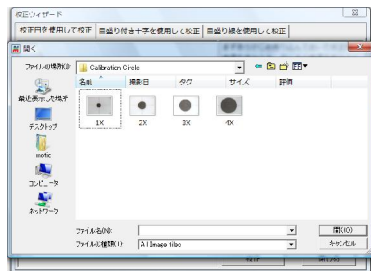 校正ウィザード
校正円を使用して校正 目盛り付き十字を使用して校正 目盛り線を使用して校正
開く
ファイルの場所(I): Calibration Circle
名前 撮影日 タグ サイズ 評価
最近表示した場所
デスクトップ
motic
コンピュータ
ネットワーク
1X 2X 3X 4X
ファイル名(N): 開く(O)
ファイルの種類(T): All Image files キャンセル